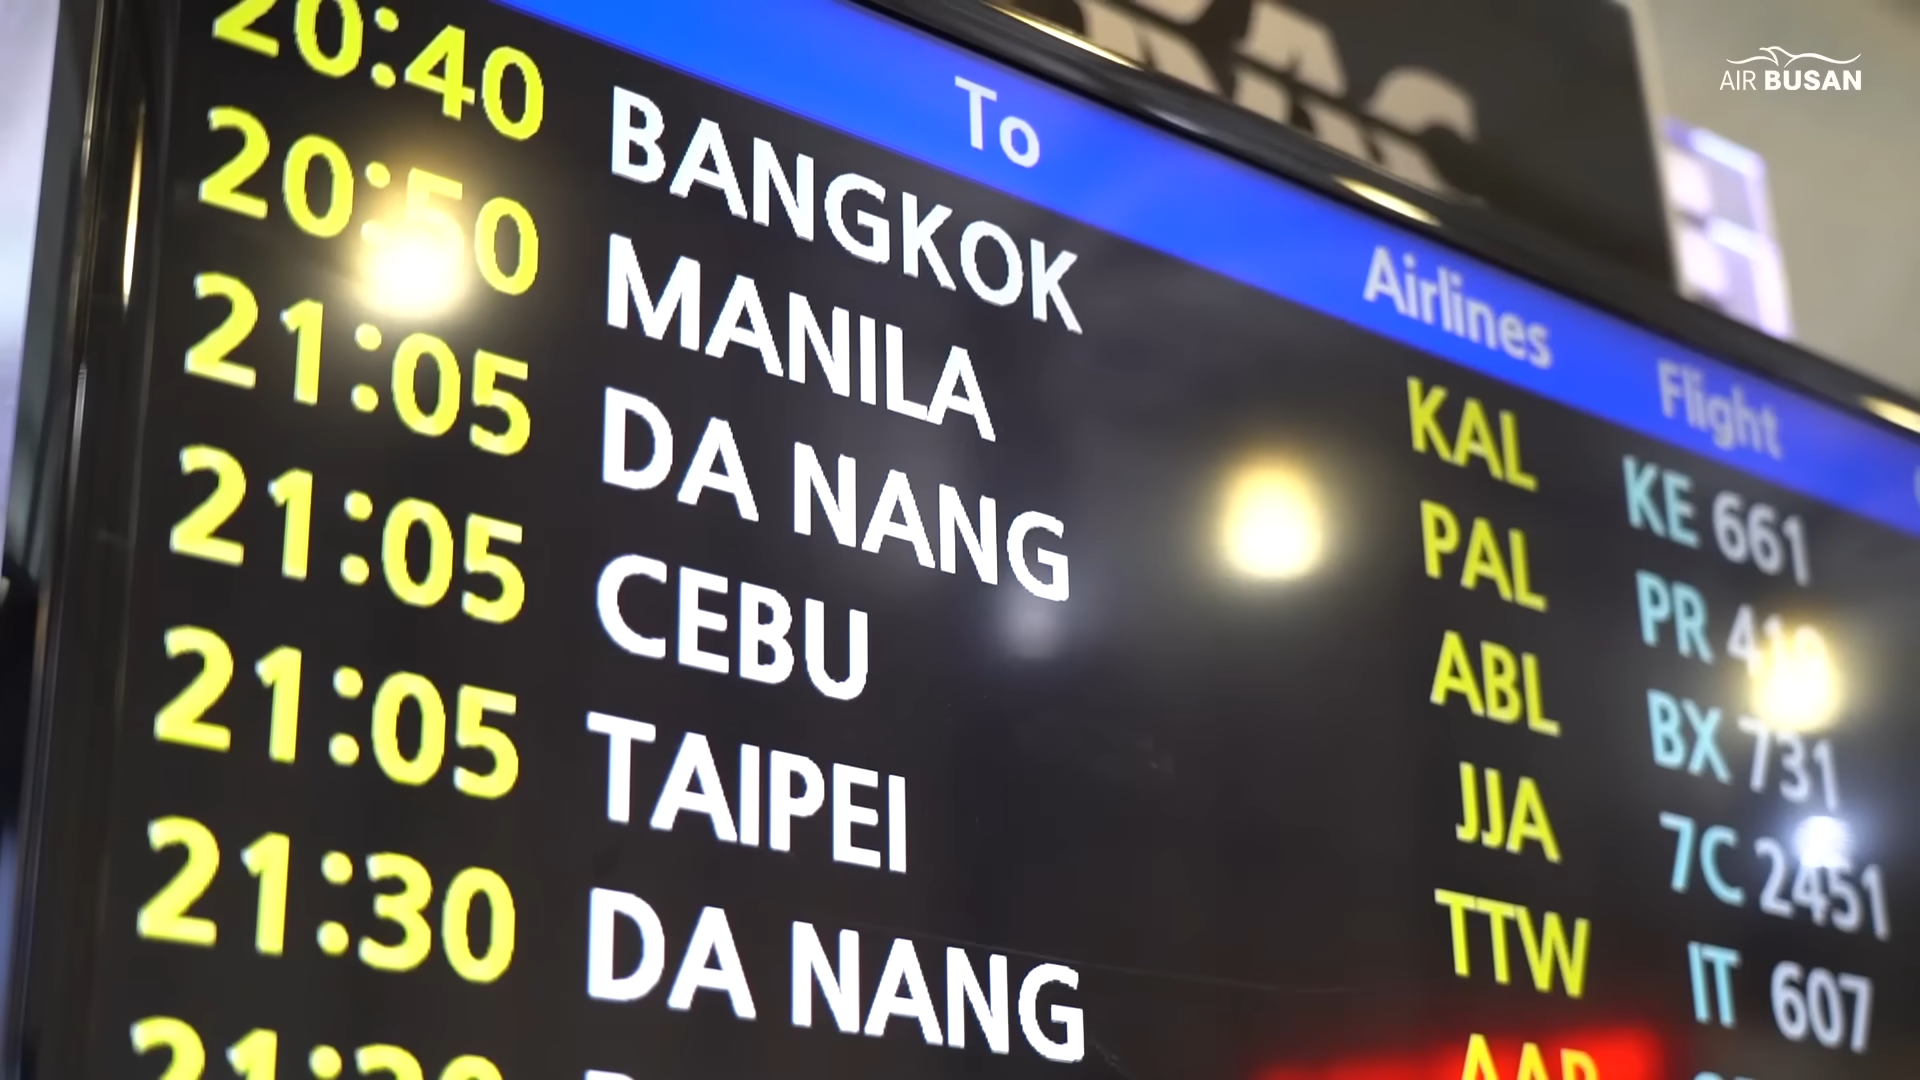 AIR BUSAN
To Airlines Flight
20:40 BANGKOK KAL KE 661
20:50 MANILA PAL PR
21:05 DA NANG ABL BX 731
21:05 CEBU JJA 7C 2451
21:05 TAIPEI TTW IT 607
21:30 DA NANG AAR